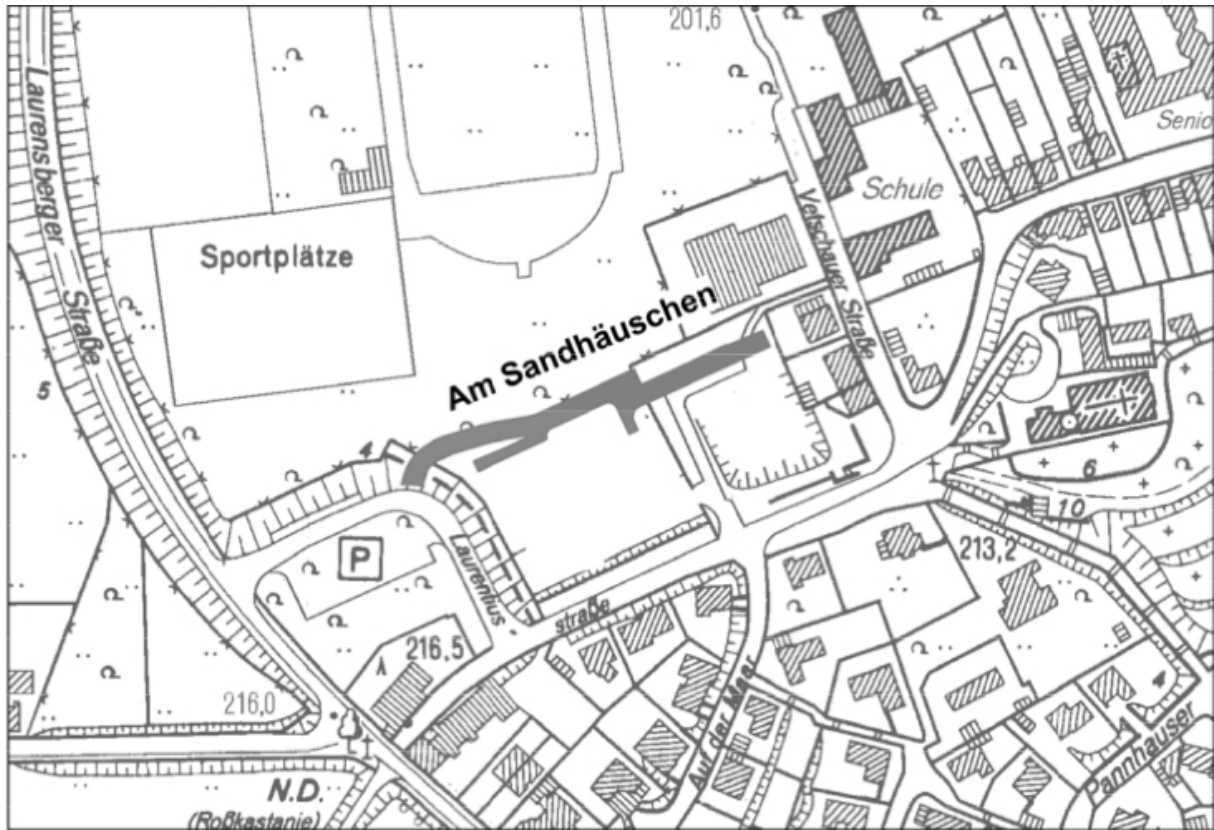 201,6
Laurensberger
Straße
Sportplätze
Schule
Senio
Vetschauer Straße
Am Sandhäuschen
5
4
6
10
P
Laurentius
straße
213,2
216,5
216,0
Auf der Maar
4
Pannhauser
N.D.
(Roßkastanie)